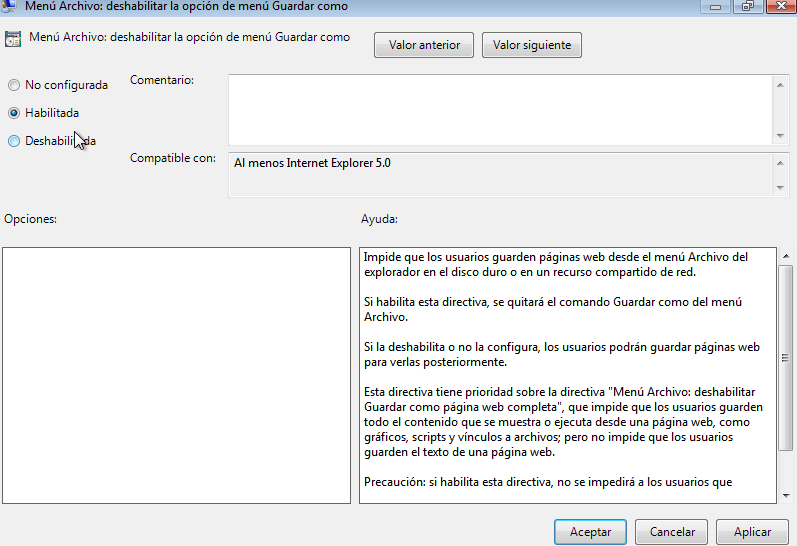 Menú Archivo: deshabilitar la opción de menú Guardar como
Menú Archivo: deshabilitar la opción de menú Guardar como
Valor anterior
Valor siguiente
No configurada
Habilitada
Deshabilitada
Comentario:
Compatible con:
Al menos Internet Explorer 5.0
Opciones:
Ayuda:
Impide que los usuarios guarden páginas web desde el menú Archivo del
explorador en el disco duro o en un recurso compartido de red.
Si habilita esta directiva, se quitará el comando Guardar como del menú
Archivo.
Si la deshabilita o no la configura, los usuarios podrán guardar páginas web
para verlas posteriormente.
Esta directiva tiene prioridad sobre la directiva "Menú Archivo: deshabilitar
Guardar como página web completa", que impide que los usuarios guarden
todo el contenido que se muestra o ejecuta desde una página web, como
gráficos, scripts y vínculos a archivos; pero no impide que los usuarios
guarden el texto de una página web.
Precaución: si habilita esta directiva, no se impedirá a los usuarios que
Aceptar
Cancelar
Aplicar